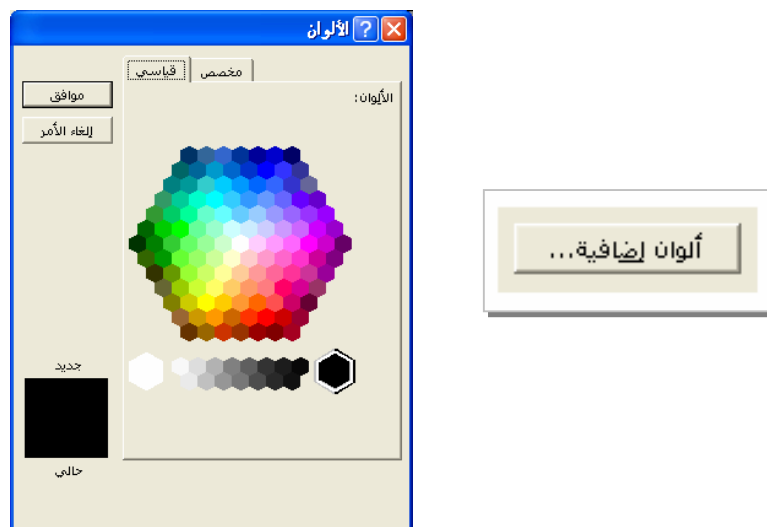 الألوان
مخصص
قياسي
الألوان:
موافق
إلغاء الأمر
جديد
حالي
ألوان إضافية...